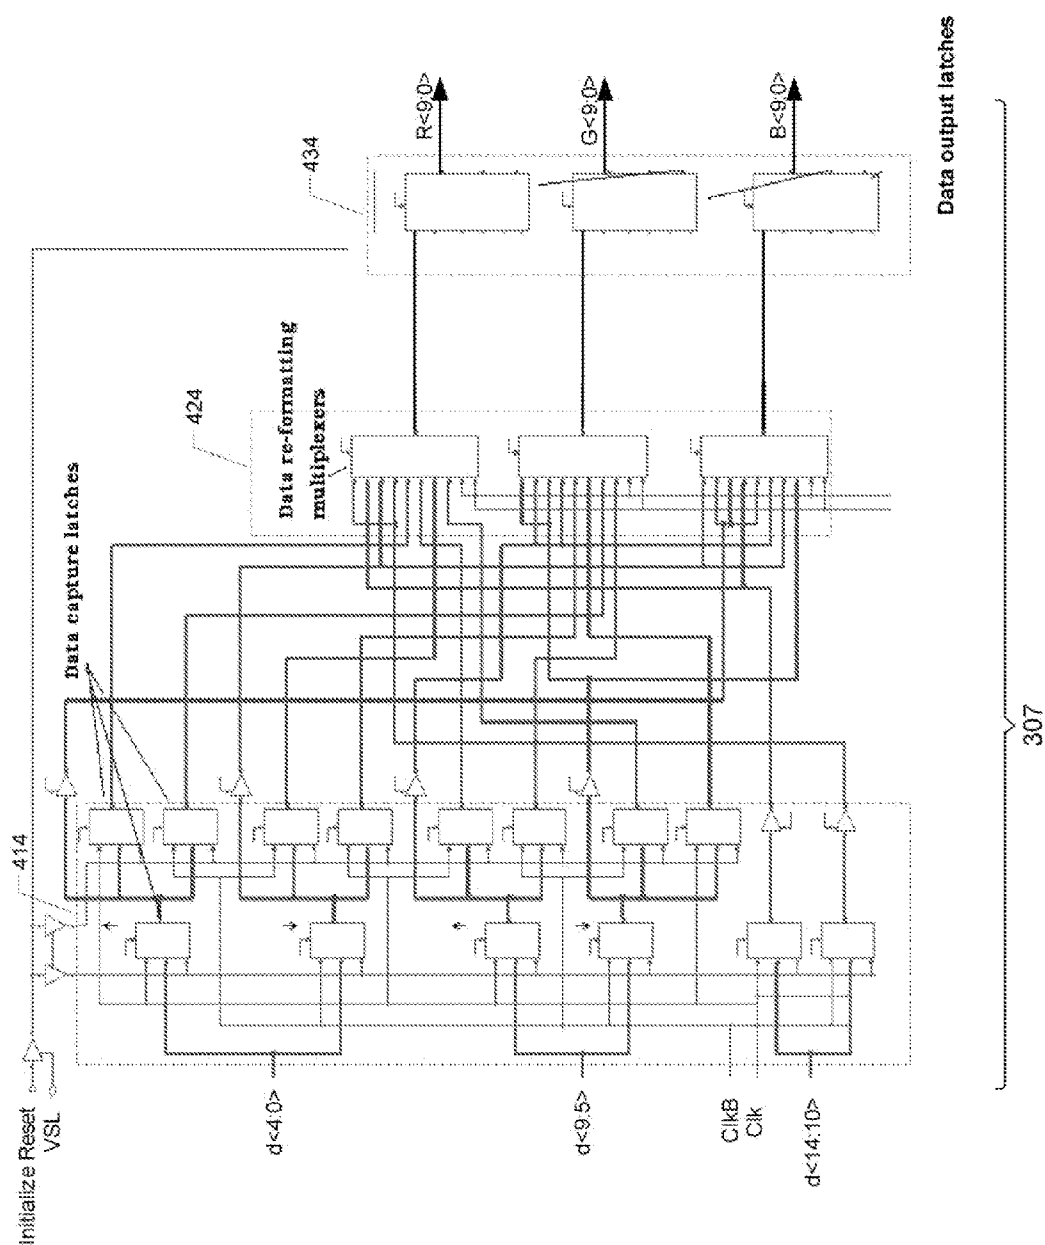 Initialize Reset
VSL
414
Data capture latches
424
Data re-formatting
multiplexers
434
R<9:0>
G<9:0>
B<9:0>
Data output latches
d<4:0>
d<9:5>
ClkB
Clk
d<14:10>
307